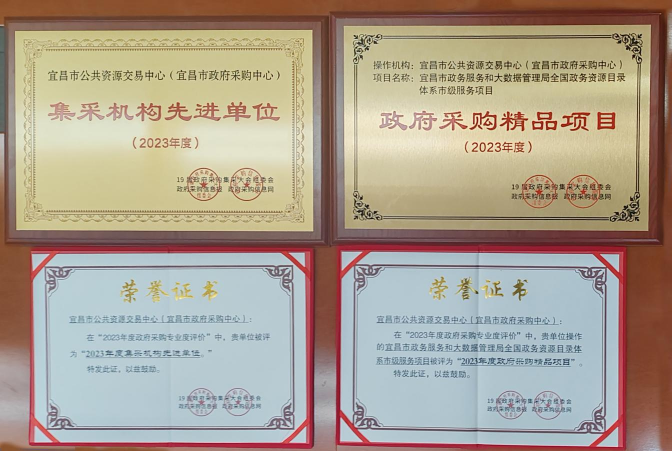 宜昌市公共资源交易中心（宜昌市政府采购中心）
集采机构先进单位
（2023年度）
19届政府采购集采大会组委会
政府采购信息报 政府采购信息网
操作机构：宜昌市公共资源交易中心（宜昌市政府采购中心）
项目名称：宜昌市政务服务和大数据管理局全国政务资源目录
体系市级服务项目
政府采购精品项目
（2023年度）
19届政府采购集采大会组委会
政府采购信息报 政府采购信息网
荣誉证书
宜昌市公共资源交易中心（宜昌市政府采购中心）：
在“2023年度政府采购专业度评价”中，贵单位被评
为“2023年度集采机构先进单位。”
特发此证，以兹鼓励。
19届政府采购集采大会组委会
政府采购信息报 政府采购信息网
荣誉证书
宜昌市公共资源交易中心（宜昌市政府采购中心）：
在“2023年度政府采购专业度评价”中，贵单位操作
的宜昌市政务服务和大数据管理局全国政务资源目录体
系市级服务项目被评为“2023年度政府采购精品项目”。
特发此证，以兹鼓励。
19届政府采购集采大会组委会
政府采购信息报 政府采购信息网